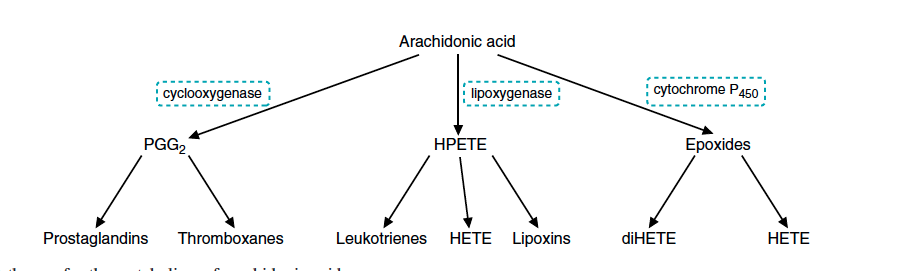 Arachidonic acid
cyclooxygenase
lipoxygenase
cytochrome P450
PGG2
HPETE
Epoxides
Prostaglandins
Thromboxanes
Leukotrienes
HETE
Lipoxins
diHETE
HETE